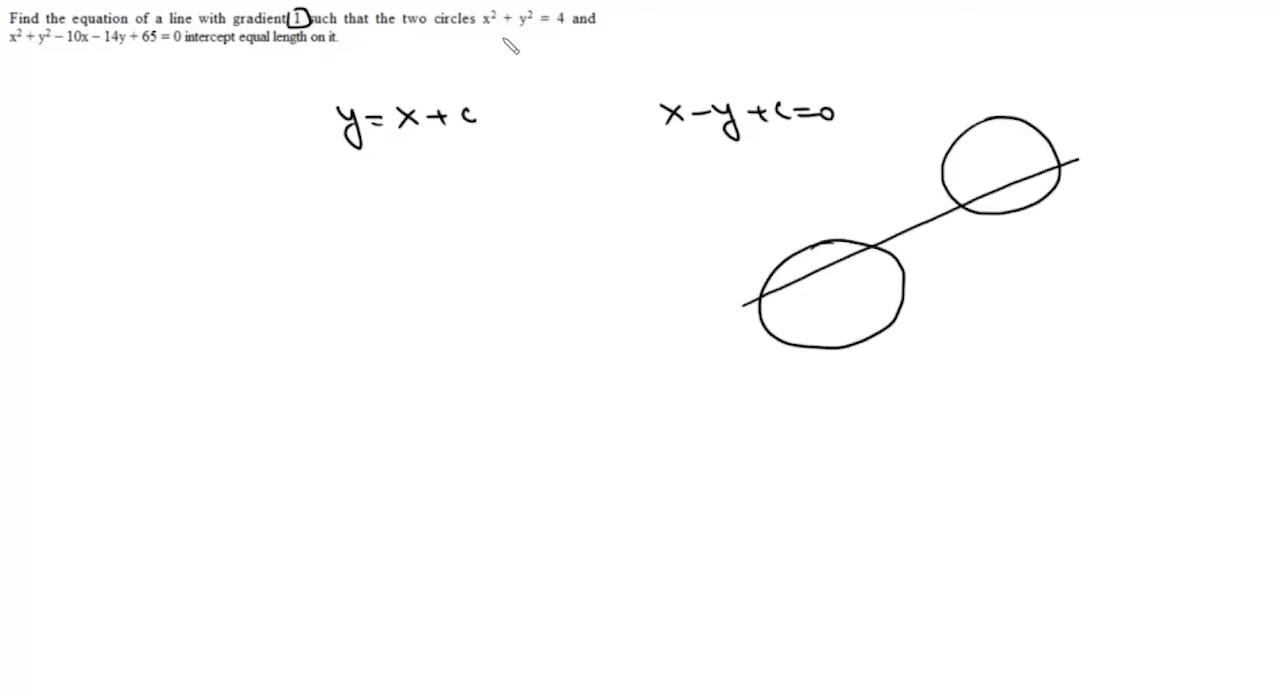 Find the equation of a line with gradient 1 such that the two circles x² + y² = 4 and
x² + y² – 10x – 14y + 65 = 0 intercept equal length on it.
y = x + c
x – y + c = 0